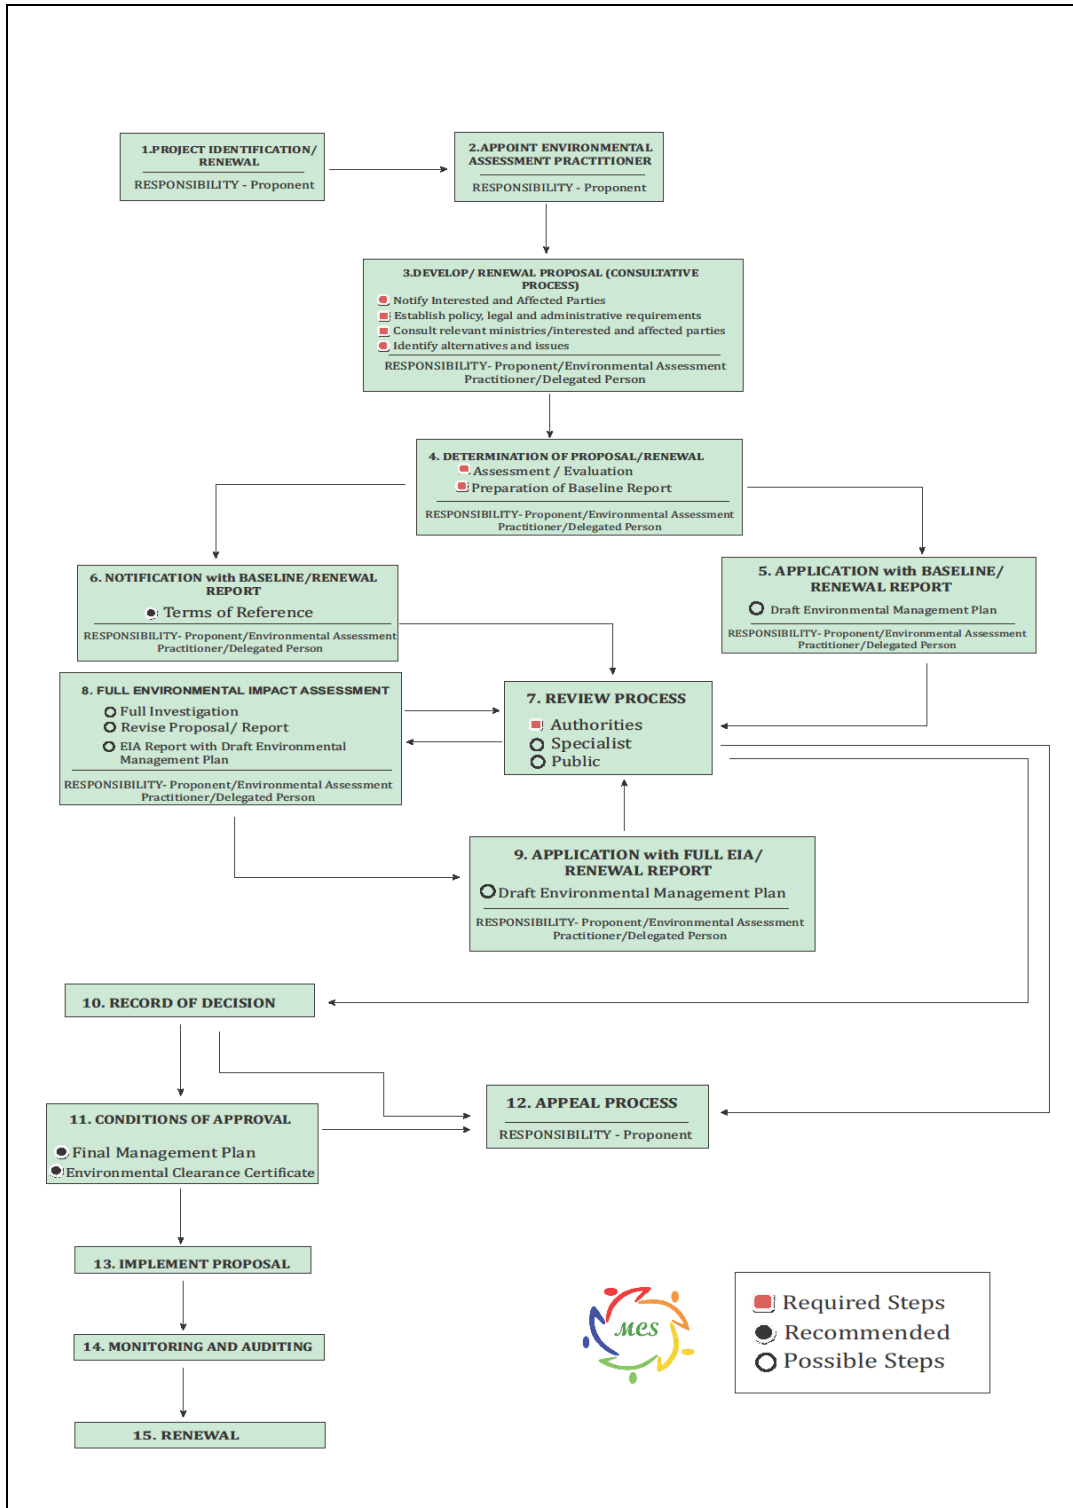 1.PROJECT IDENTIFICATION/
RENEWAL
RESPONSIBILITY - Proponent
2.APPOINT ENVIRONMENTAL
ASSESSMENT PRACTITIONER
RESPONSIBILITY - Proponent
3.DEVELOP/ RENEWAL PROPOSAL (CONSULTATIVE
PROCESS)
Notify Interested and Affected Parties
Establish policy, legal and administrative requirements
Consult relevant ministries/interested and affected parties
Identify alternatives and issues
RESPONSIBILITY- Proponent/Environmental Assessment
Practitioner/Delegated Person
4. DETERMINATION OF PROPOSAL/RENEWAL
Assessment / Evaluation
Preparation of Baseline Report
RESPONSIBILITY- Proponent/Environmental Assessment
Practitioner/Delegated Person
6. NOTIFICATION with BASELINE/RENEWAL
REPORT
Terms of Reference
RESPONSIBILITY- Proponent/Environmental Assessment
Practitioner/Delegated Person
5. APPLICATION with BASELINE/
RENEWAL REPORT
Draft Environmental Management Plan
RESPONSIBILITY- Proponent/Environmental Assessment
Practitioner/Delegated Person
8. FULL ENVIRONMENTAL IMPACT ASSESSMENT
Full Investigation
Revise Proposal/ Report
EIA Report with Draft Environmental
Management Plan
RESPONSIBILITY- Proponent/Environmental Assessment
Practitioner/Delegated Person
7. REVIEW PROCESS
Authorities
Specialist
Public
9. APPLICATION with FULL EIA/
RENEWAL REPORT
Draft Environmental Management Plan
RESPONSIBILITY- Proponent/Environmental Assessment
Practitioner/Delegated Person
10. RECORD OF DECISION
11. CONDITIONS OF APPROVAL
Final Management Plan
Environmental Clearance Certificate
12. APPEAL PROCESS
RESPONSIBILITY - Proponent
13. IMPLEMENT PROPOSAL
14. MONITORING AND AUDITING
15. RENEWAL
MCS
Required Steps
Recommended
Possible Steps